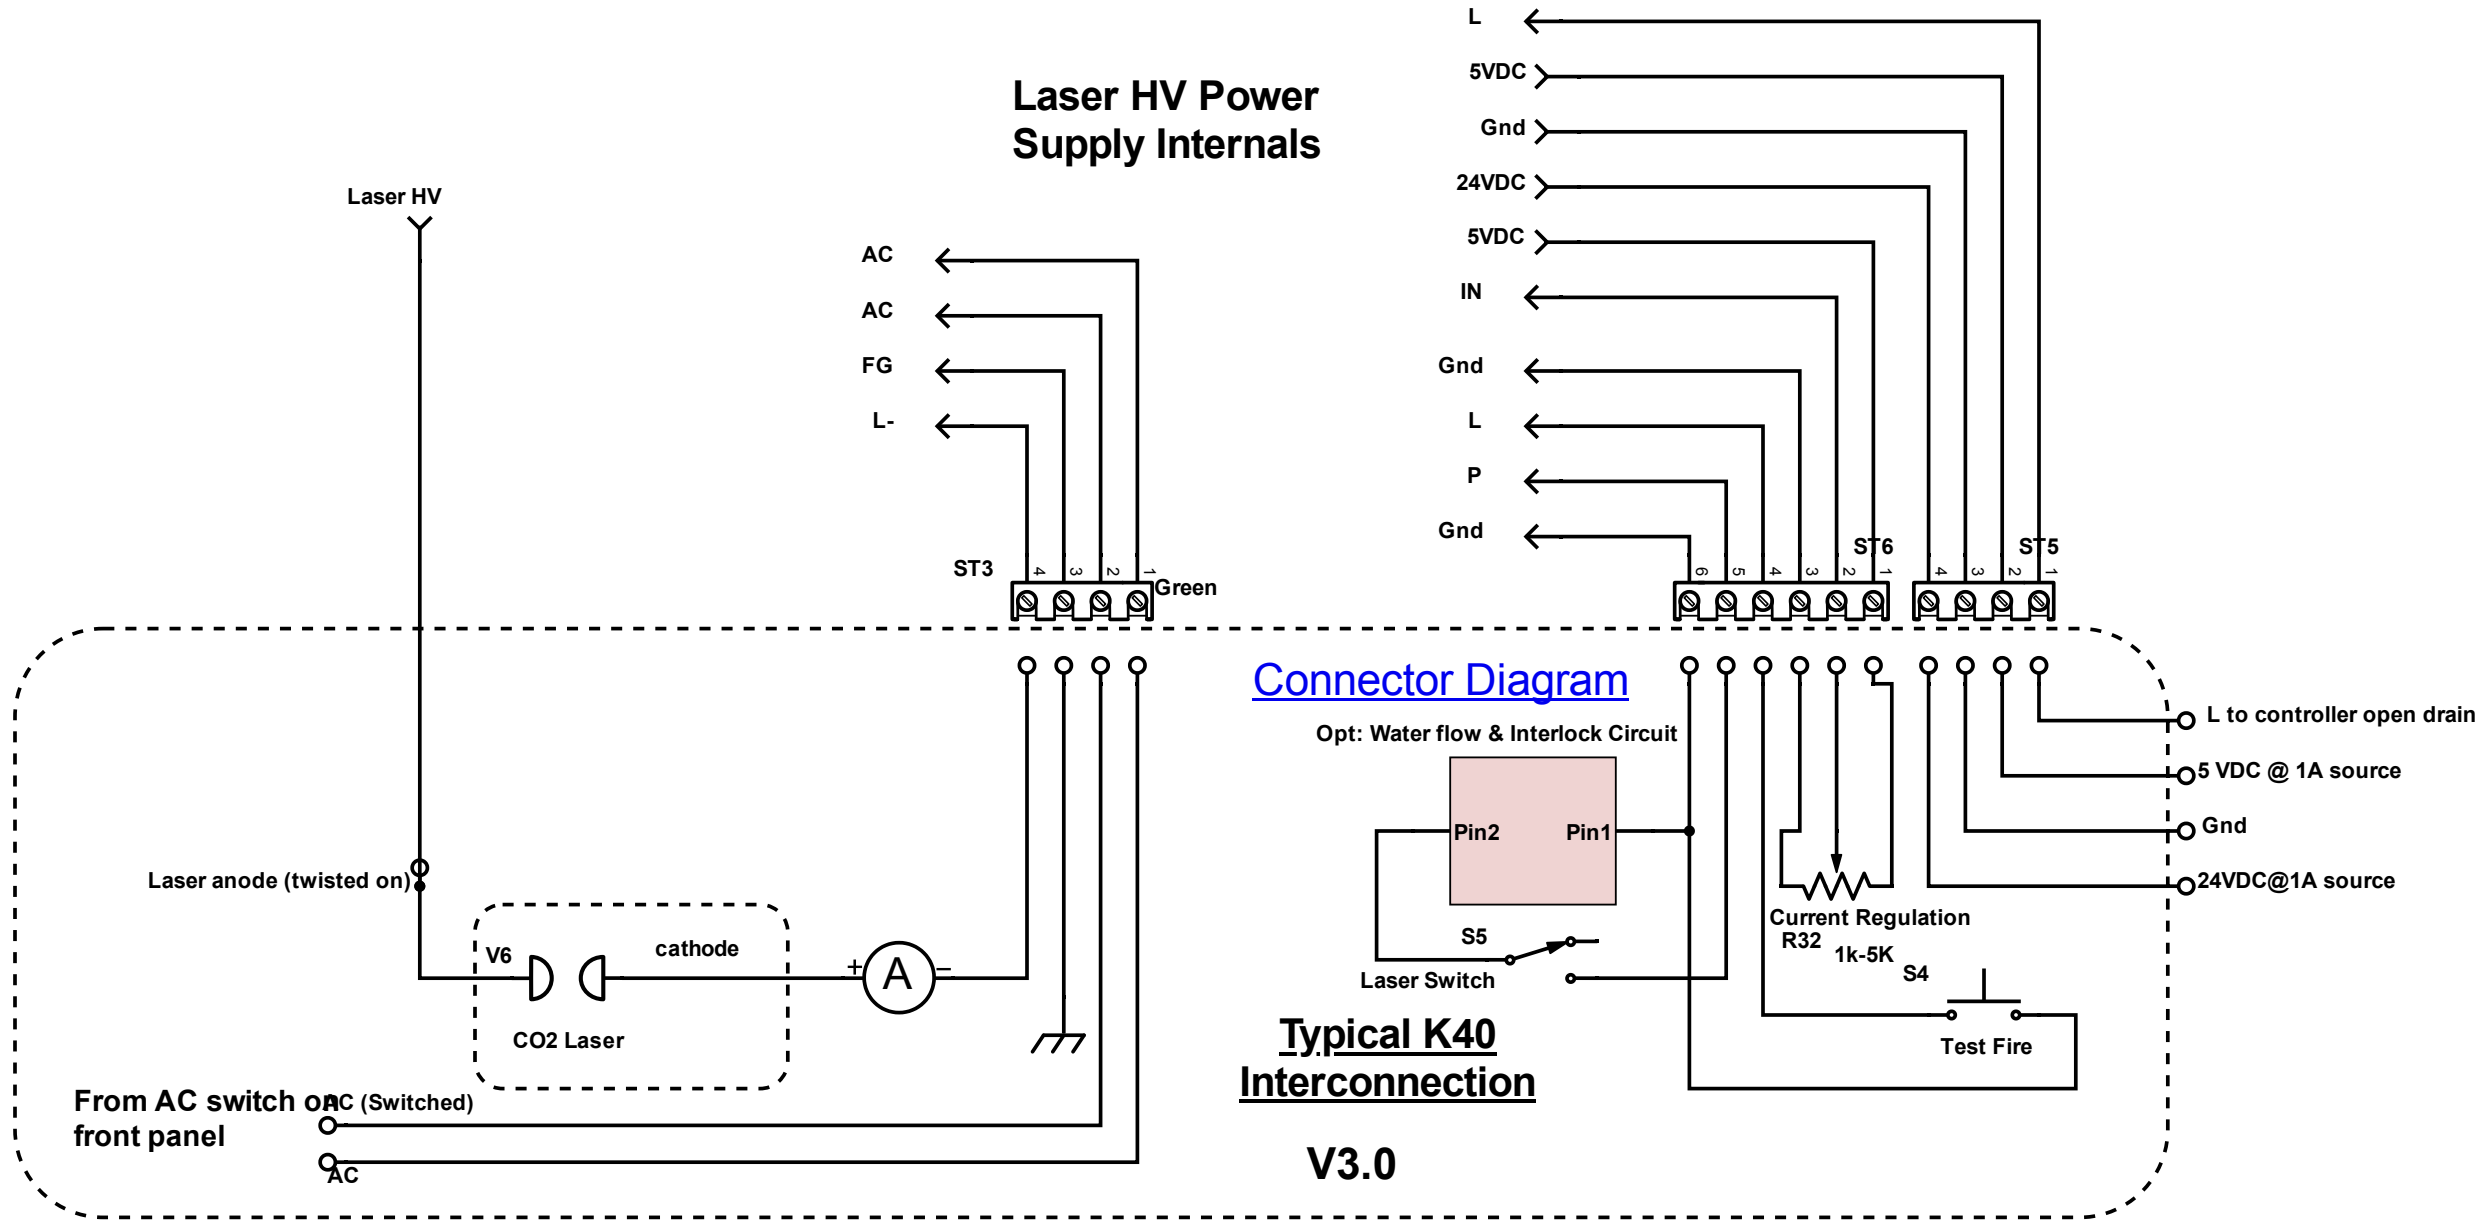 L
5VDC
Laser HV Power
Supply Internals
Gnd
24VDC
Laser HV
5VDC
AC
IN
AC
FG
Gnd
L-
L
P
Gnd
ST3
4
3
2
1
Green
ST6
6
5
4
3
2
1
ST5
4
3
2
1
Connector Diagram
Opt: Water flow & Interlock Circuit
Pin2
Pin1
L to controller open drain
5 VDC @ 1A source
Gnd
24VDC@1A source
Laser anode (twisted on)
V6
cathode
+
A
−
CO2 Laser
S5
Laser Switch
Current Regulation
R32
1k-5K
S4
Test Fire
Typical K40
Interconnection
V3.0
From AC switch on
front panel
AC (Switched)
AC